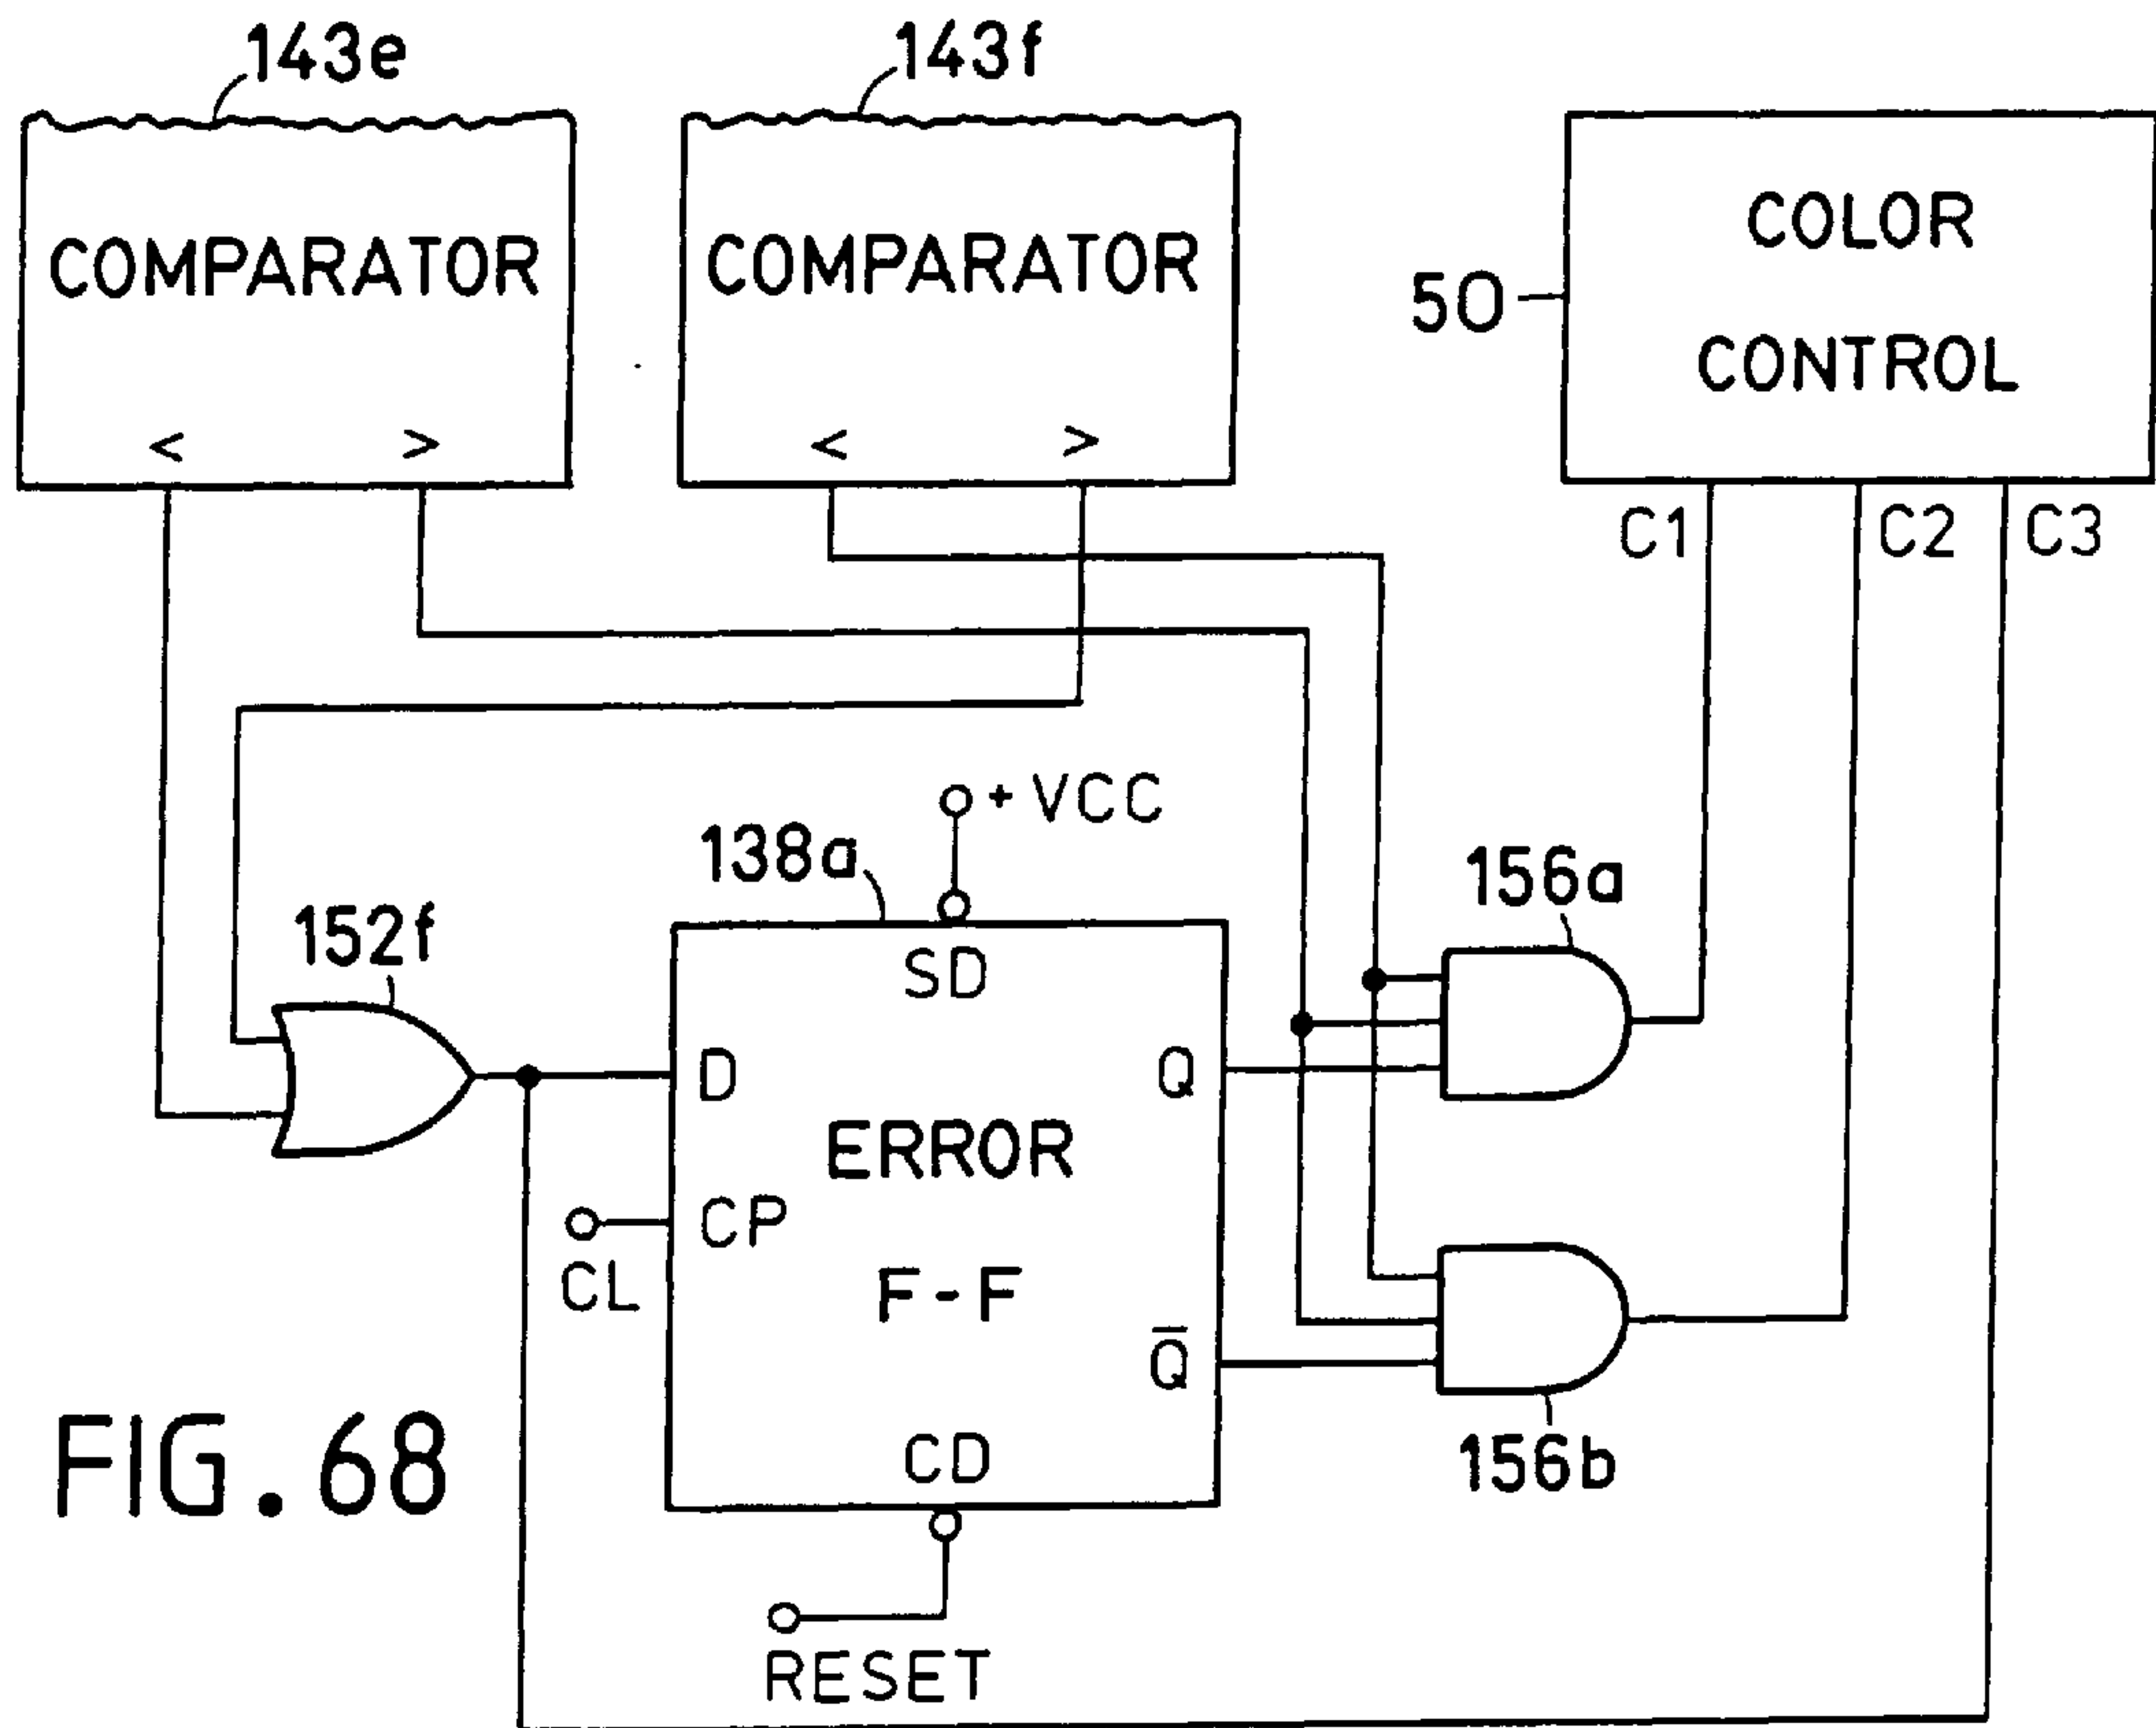 143e
143f
COMPARATOR
COMPARATOR
COLOR
CONTROL
50
< >
< >
C1
C2
C3
+ VCC
138a
156a
152f
SD
D
Q
ERROR
CP
CL
F-F
Q̅
CD
156b
FIG. 68
RESET